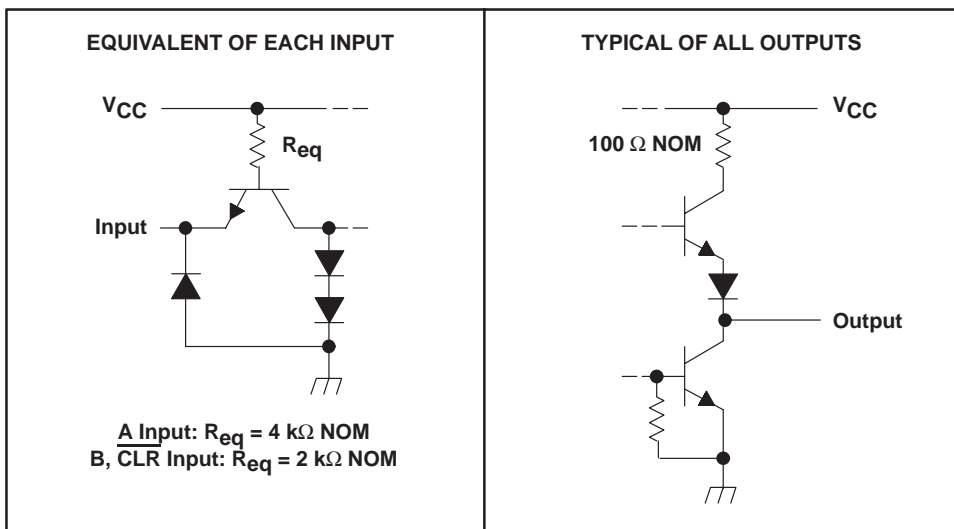 EQUIVALENT OF EACH INPUT
VCC
Req
Input
A Input: Req = 4 kΩ NOM
B, CLR Input: Req = 2 kΩ NOM
TYPICAL OF ALL OUTPUTS
VCC
100 Ω NOM
Output